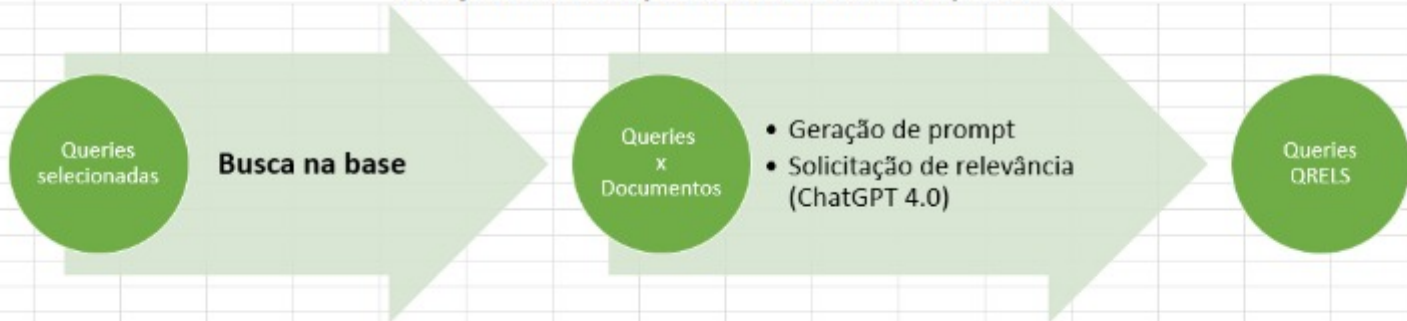 Queries
selecionadas
Busca na base
Queries
x
Documentos
• Geração de prompt
• Solicitação de relevância
(ChatGPT 4.0)
Queries
QRELS